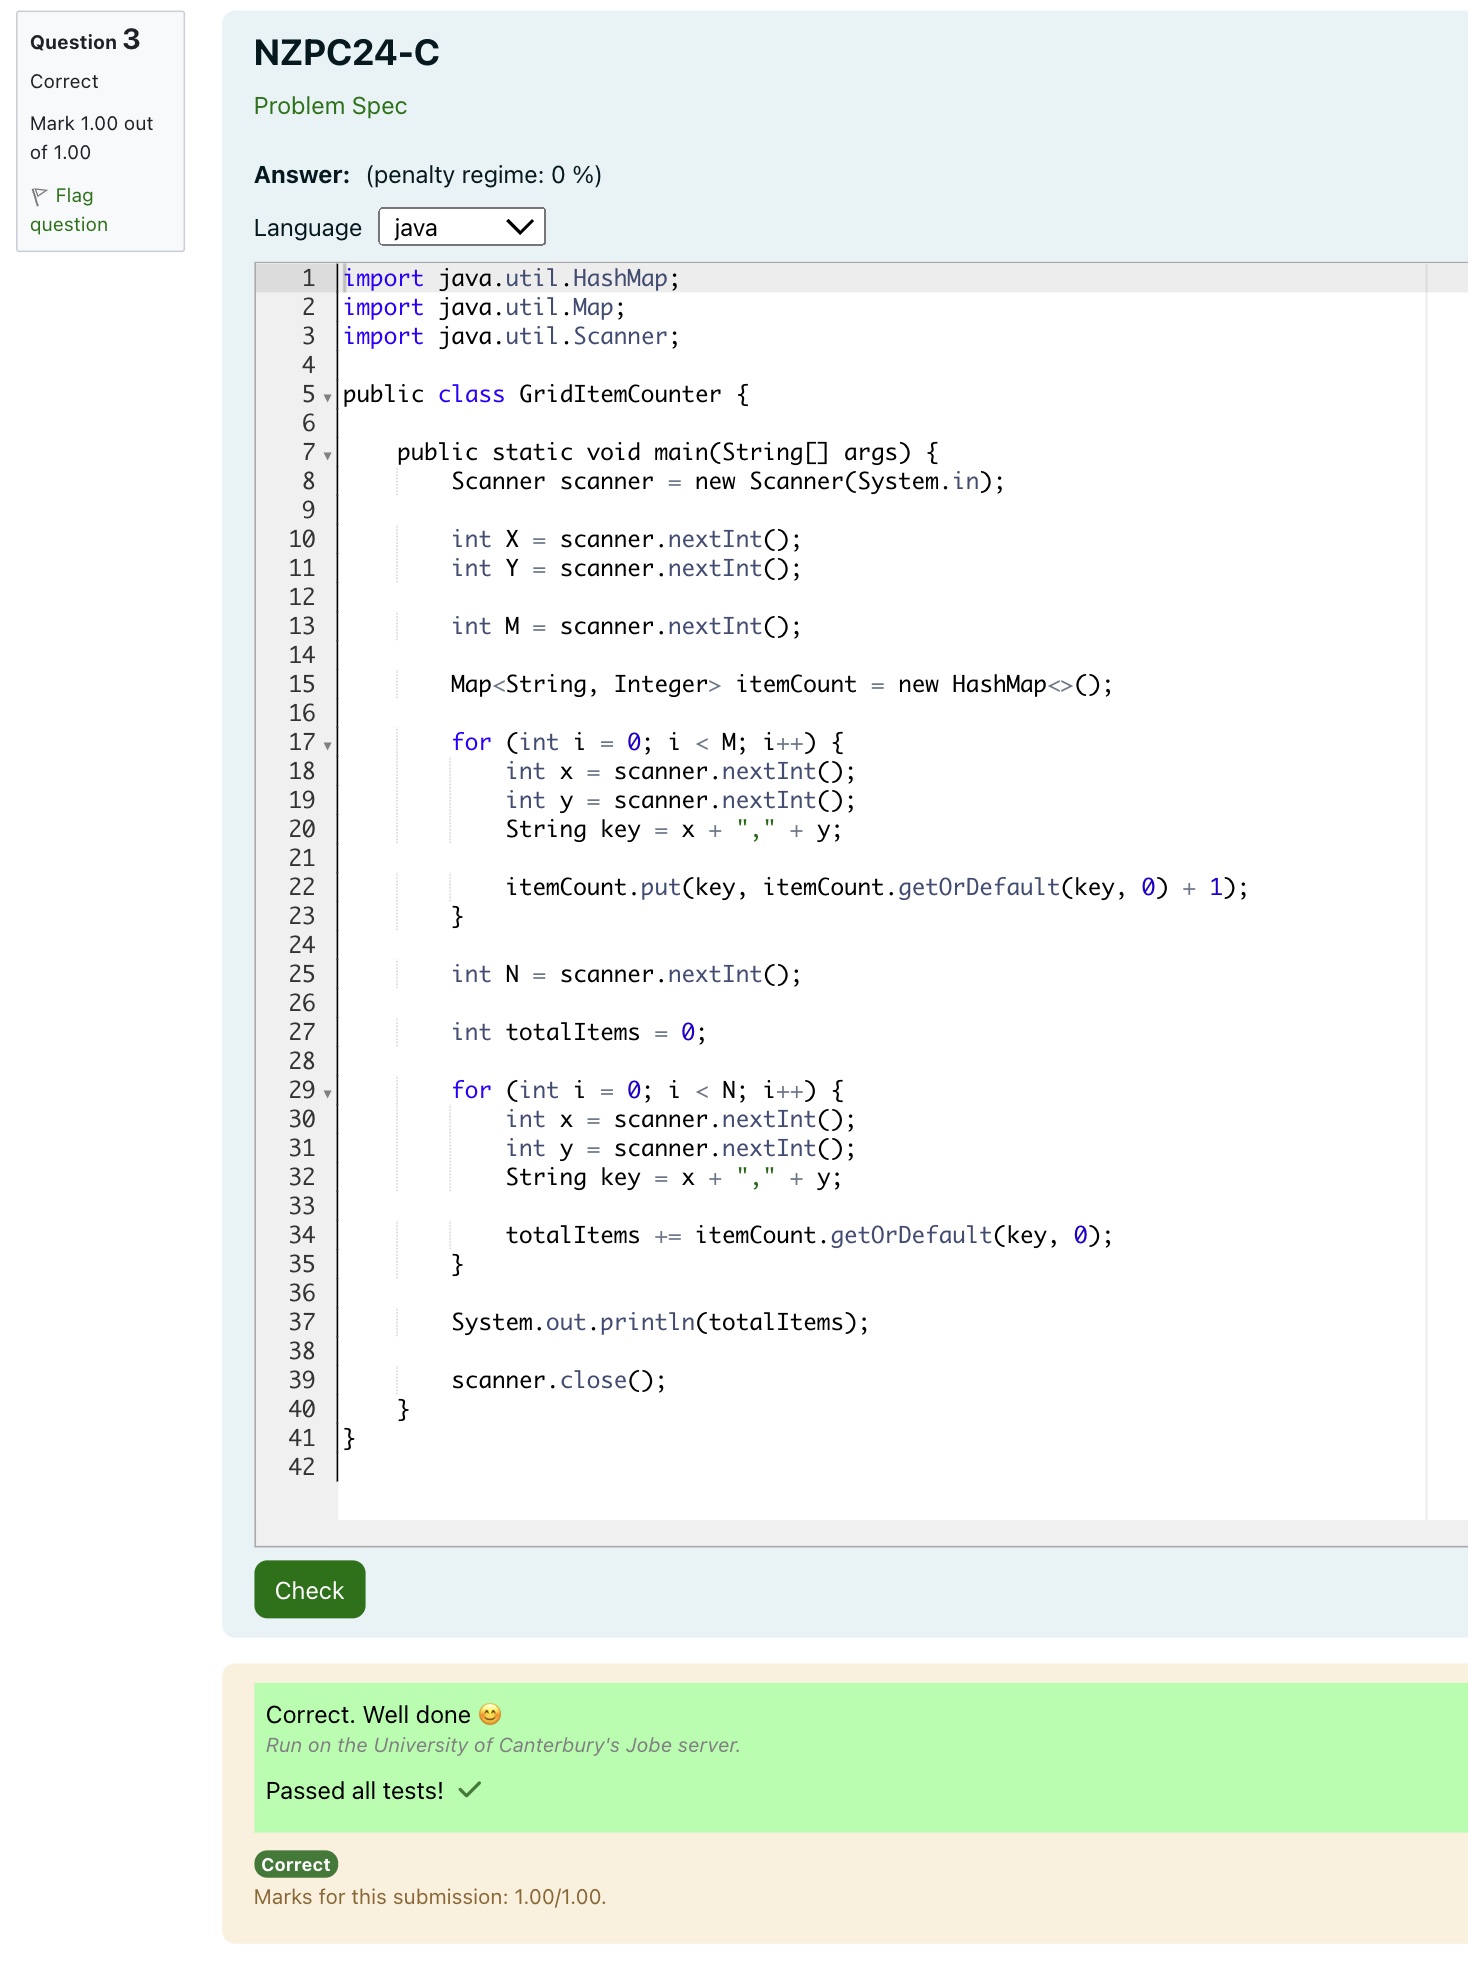 Question 3
Correct
Mark 1.00 out
of 1.00
Flag
question
NZPC24-C
Problem Spec
Answer: (penalty regime: 0 %)
Language java
1 import java.util.HashMap;
2 import java.util.Map;
3 import java.util.Scanner;
4
5 public class GridItemCounter {
6
7     public static void main(String[] args) {
8         Scanner scanner = new Scanner(System.in);
9
10         int X = scanner.nextInt();
11         int Y = scanner.nextInt();
12
13         int M = scanner.nextInt();
14
15         Map<String, Integer> itemCount = new HashMap<>();
16
17         for (int i = 0; i < M; i++) {
18             int x = scanner.nextInt();
19             int y = scanner.nextInt();
20             String key = x + "," + y;
21
22             itemCount.put(key, itemCount.getOrDefault(key, 0) + 1);
23         }
24
25         int N = scanner.nextInt();
26
27         int totalItems = 0;
28
29         for (int i = 0; i < N; i++) {
30             int x = scanner.nextInt();
31             int y = scanner.nextInt();
32             String key = x + "," + y;
33
34             totalItems += itemCount.getOrDefault(key, 0);
35         }
36
37         System.out.println(totalItems);
38
39         scanner.close();
40     }
41 }
42
Check
Correct. Well done 😊
Run on the University of Canterbury's Jobe server.
Passed all tests! ✓
Correct
Marks for this submission: 1.00/1.00.